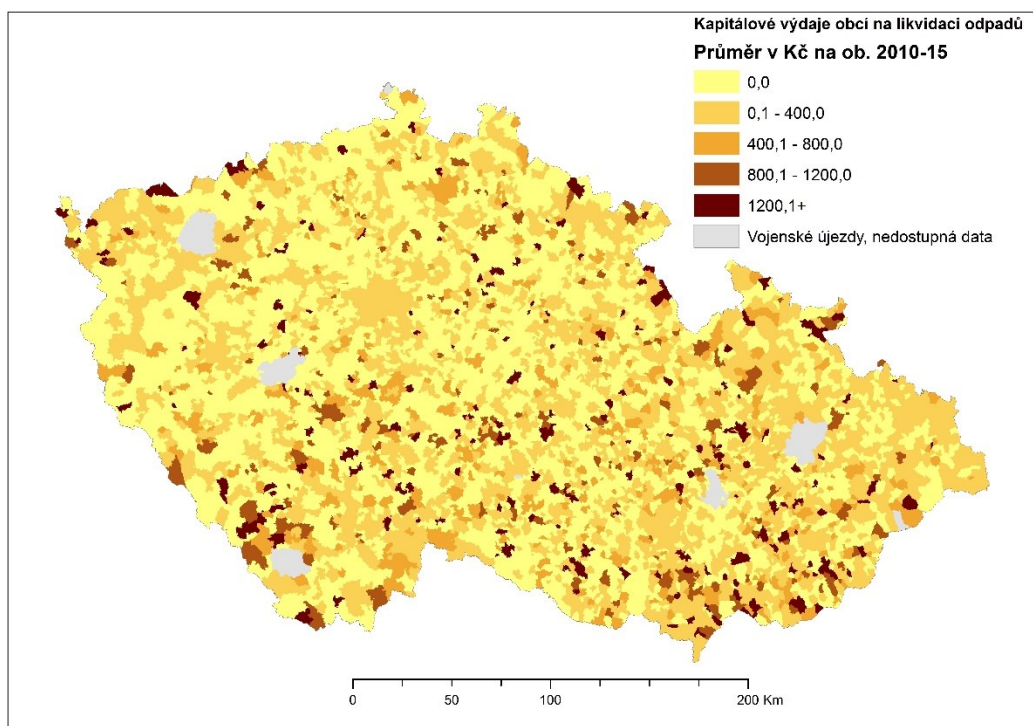 Kapitálové výdaje obcí na likvidaci odpadů
Průměr v Kč na ob. 2010-15
0,0
0,1 - 400,0
400,1 - 800,0
800,1 - 1200,0
1200,1+
Vojenské újezdy, nedostupná data
0 50 100 200 Km